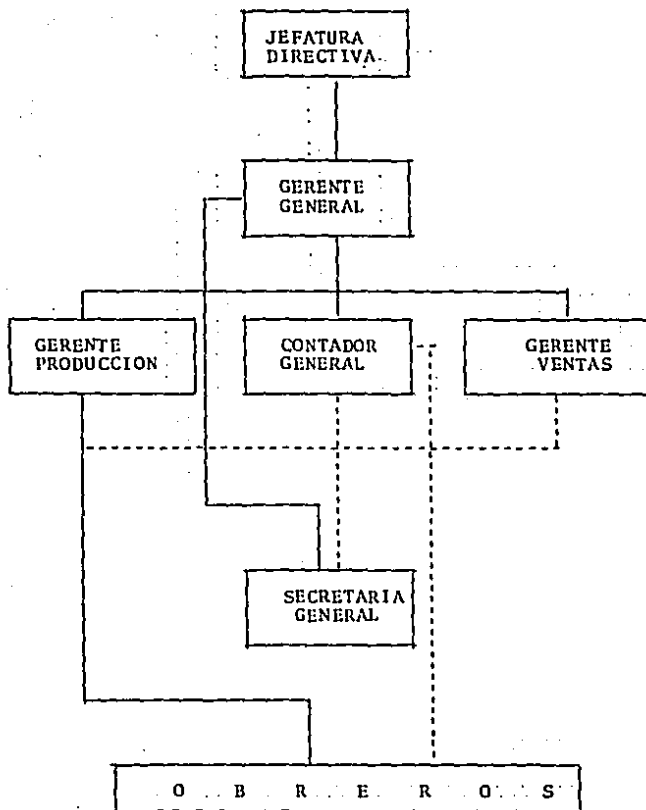 JEFATURA
DIRECTIVA
GERENTE
GENERAL
GERENTE
PRODUCCION
CONTADOR
GENERAL
GERENTE
VENTAS
SECRETARIA
GENERAL
O B R E R O S